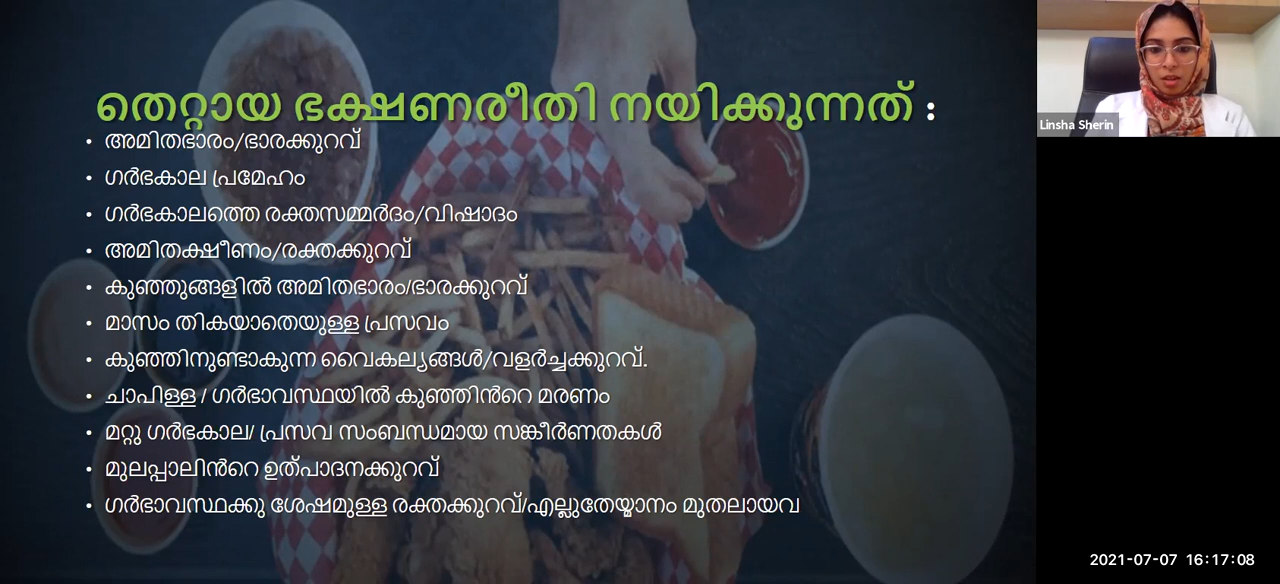 തെറ്റായ ഭക്ഷണരീതി നയിക്കുന്നത് :
• അമിതഭാരം/ഭാരക്കുറവ്
• ഗർഭകാല പ്രമേഹം
• ഗർഭകാലത്തെ രക്തസമ്മർദം/വിഷാദം
• അമിതക്ഷീണം/രക്തക്കുറവ്
• കുഞ്ഞുങ്ങളിൽ അമിതഭാരം/ഭാരക്കുറവ്
• മാസം തികയാതെയുള്ള പ്രസവം
• കുഞ്ഞിനുണ്ടാകുന്ന വൈകല്യങ്ങൾ/വളർച്ചക്കുറവ്.
• ചാപിള്ള / ഗർഭാവസ്ഥയിൽ കുഞ്ഞിൻറെ മരണം
• മറ്റു ഗർഭകാല/ പ്രസവ സംബന്ധമായ സങ്കീർണതകൾ
• മുലപ്പാലിൻറെ ഉത്പാദനക്കുറവ്
• ഗർഭാവസ്ഥക്കു ശേഷമുള്ള രക്തക്കുറവ്/എല്ലുതേയ്മാനം മുതലായവ
Linsha Sherin
2021-07-07 16:17:08